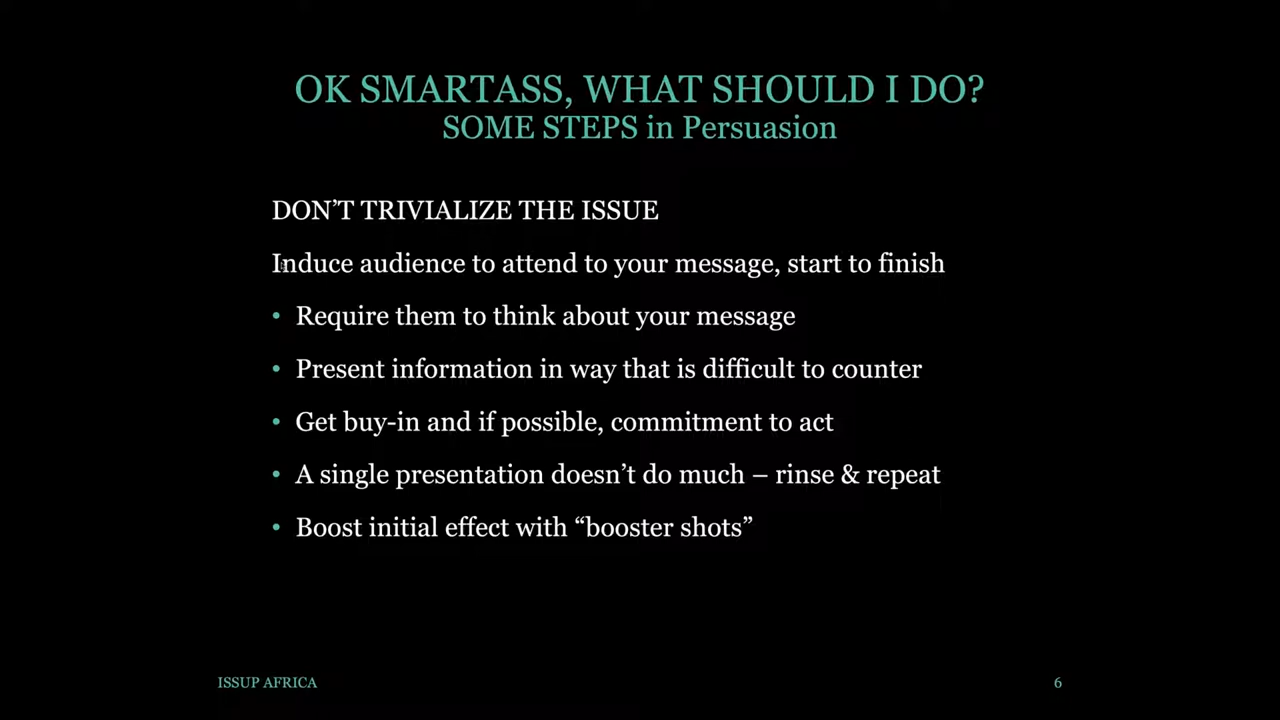 OK SMARTASS, WHAT SHOULD I DO?
SOME STEPS in Persuasion
DON’T TRIVIALIZE THE ISSUE
Induce audience to attend to your message, start to finish
• Require them to think about your message
• Present information in way that is difficult to counter
• Get buy-in and if possible, commitment to act
• A single presentation doesn’t do much – rinse & repeat
• Boost initial effect with “booster shots”
ISSUP AFRICA
6